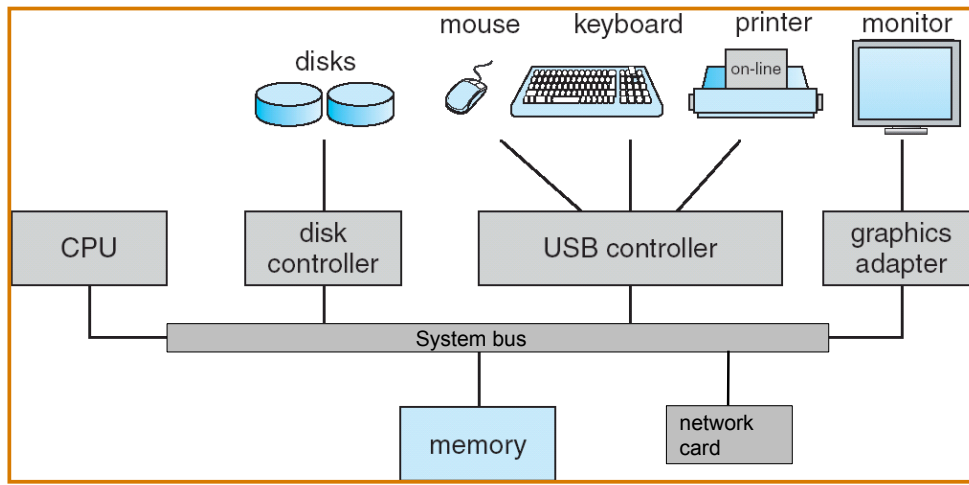 mouse
keyboard
printer
monitor
disks
on-line
CPU
disk
controller
USB controller
graphics
adapter
System bus
memory
network
card